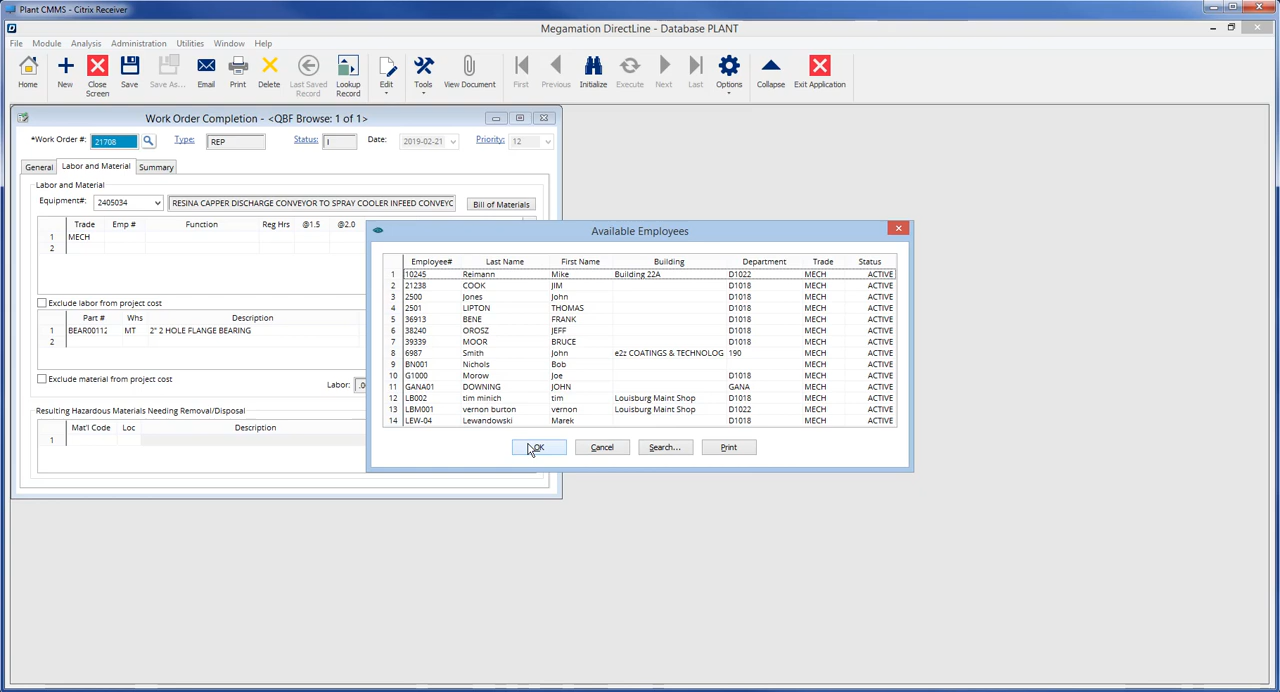 Plant CMMS - Citrix Receiver
Megamation DirectLine - Database PLANT
File Module Analysis Administration Utilities Window Help
Home New Close Screen Save Save As... Email Print Delete Last Saved Record Lookup Record Edit Tools View Document First Previous Initialize Execute Next Last Options Collapse Exit Application
Work Order Completion - <QBF Browse: 1 of 1>
*Work Order #: 21708 Type: REP Status: I Date: 2019-02-21 Priority: 12
General Labor and Material Summary
Labor and Material
Equipment#: 2405034 RESINA CAPPER DISCHARGE CONVEYOR TO SPRAY COOLER INFEED CONVEYC Bill of Materials
Trade Emp # Function Reg Hrs @1.5 @2.0
1 MECH
2
Exclude labor from project cost
Part # Whs Description
1 BEAR00112 MT 2" 2 HOLE FLANGE BEARING
2
Exclude material from project cost
Labor: .0
Resulting Hazardous Materials Needing Removal/Disposal
Mat'l Code Loc Description
1
Available Employees
Employee# Last Name First Name Building Department Trade Status
1 10245 Reimann Mike Building 22A D1022 MECH ACTIVE
2 21238 COOK JIM D1018 MECH ACTIVE
3 2500 Jones John D1018 MECH ACTIVE
4 2501 LIPTON THOMAS D1018 MECH ACTIVE
5 36913 BENE FRANK D1018 MECH ACTIVE
6 38240 OROSZ JEFF D1018 MECH ACTIVE
7 39339 MOOR BRUCE D1018 MECH ACTIVE
8 6987 Smith John e2z COATINGS & TECHNOLOG 190 MECH ACTIVE
9 BN001 Nichols Bob MECH ACTIVE
10 G1000 Morow Joe D1018 MECH ACTIVE
11 GANA01 DOWNING JOHN GANA MECH ACTIVE
12 LB002 tim minich tim Louisburg Maint Shop D1018 MECH ACTIVE
13 LBM001 vernon burton vernon Louisburg Maint Shop D1022 MECH ACTIVE
14 LEW-04 Lewandowski Marek D1018 MECH ACTIVE
OK Cancel Search... Print